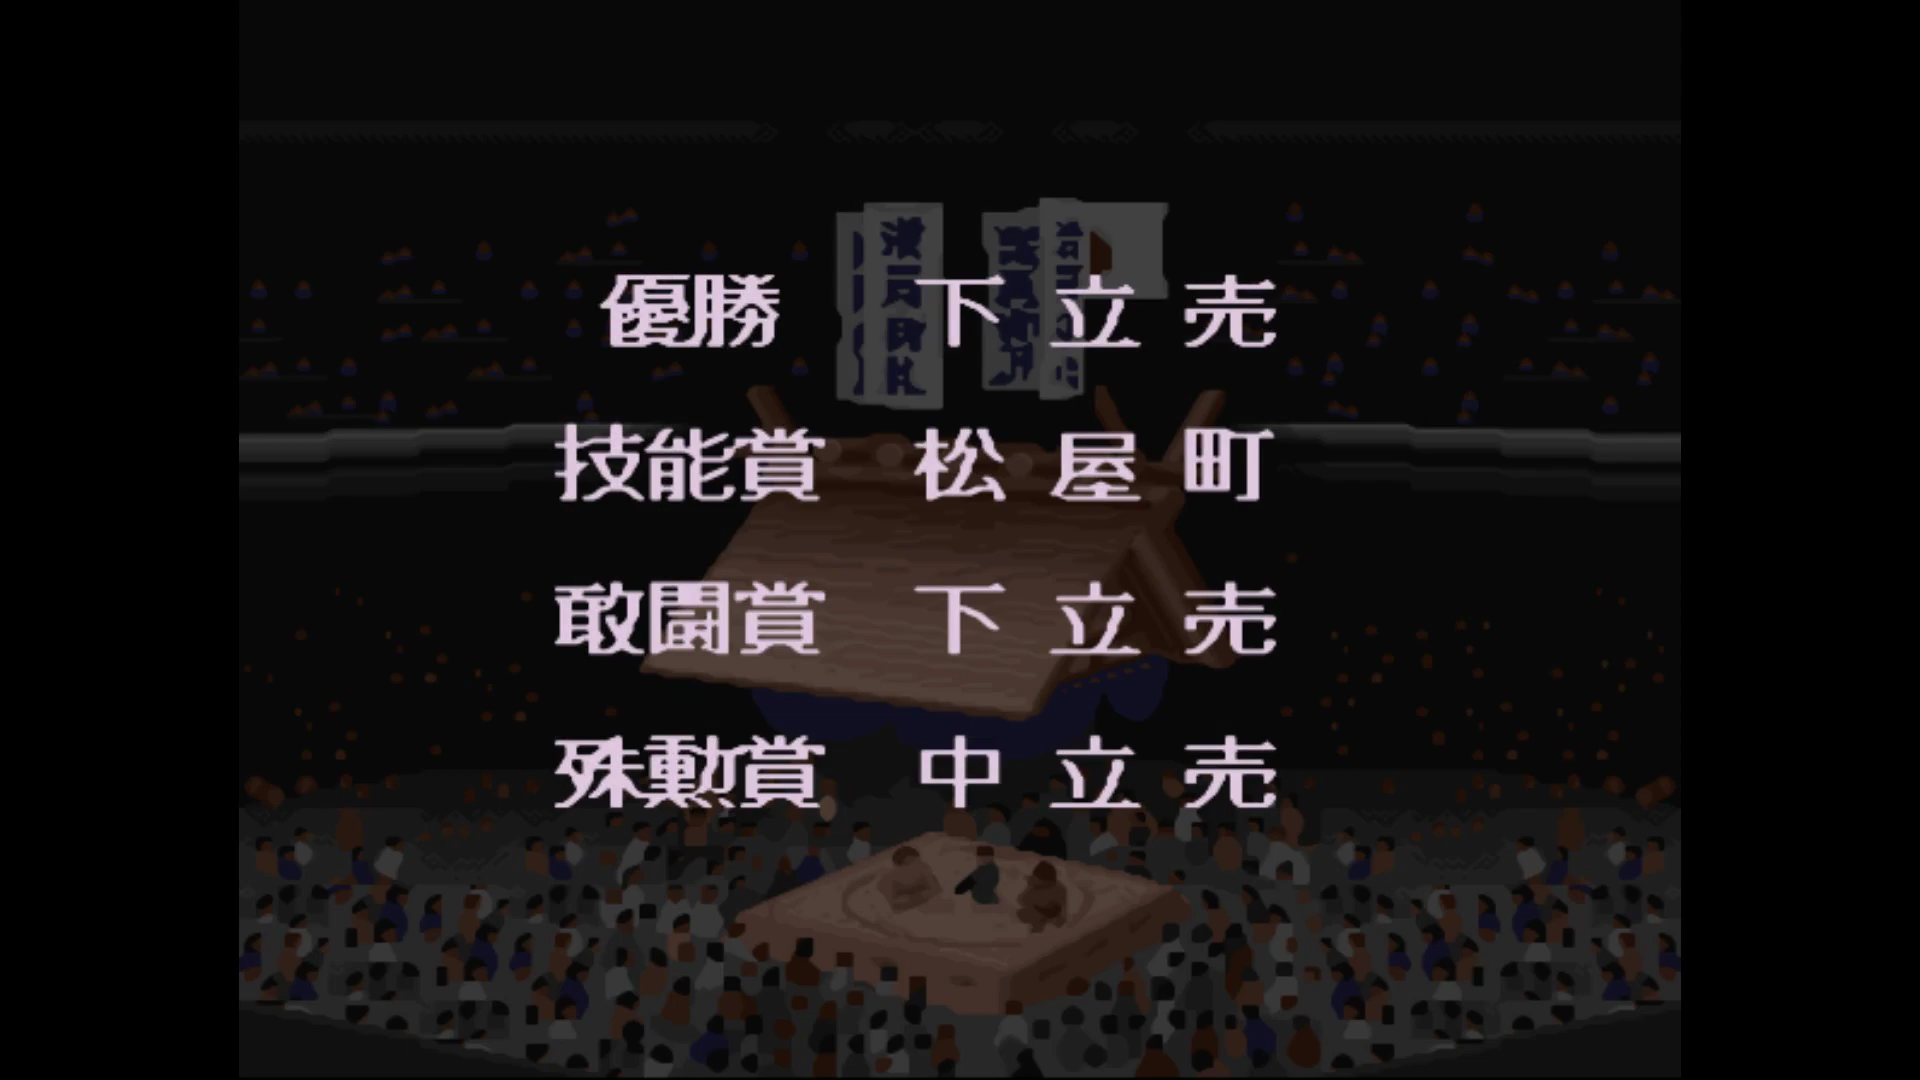 優勝 下立売
技能賞 松屋町
敢闘賞 下立売
殊勲賞 中立売